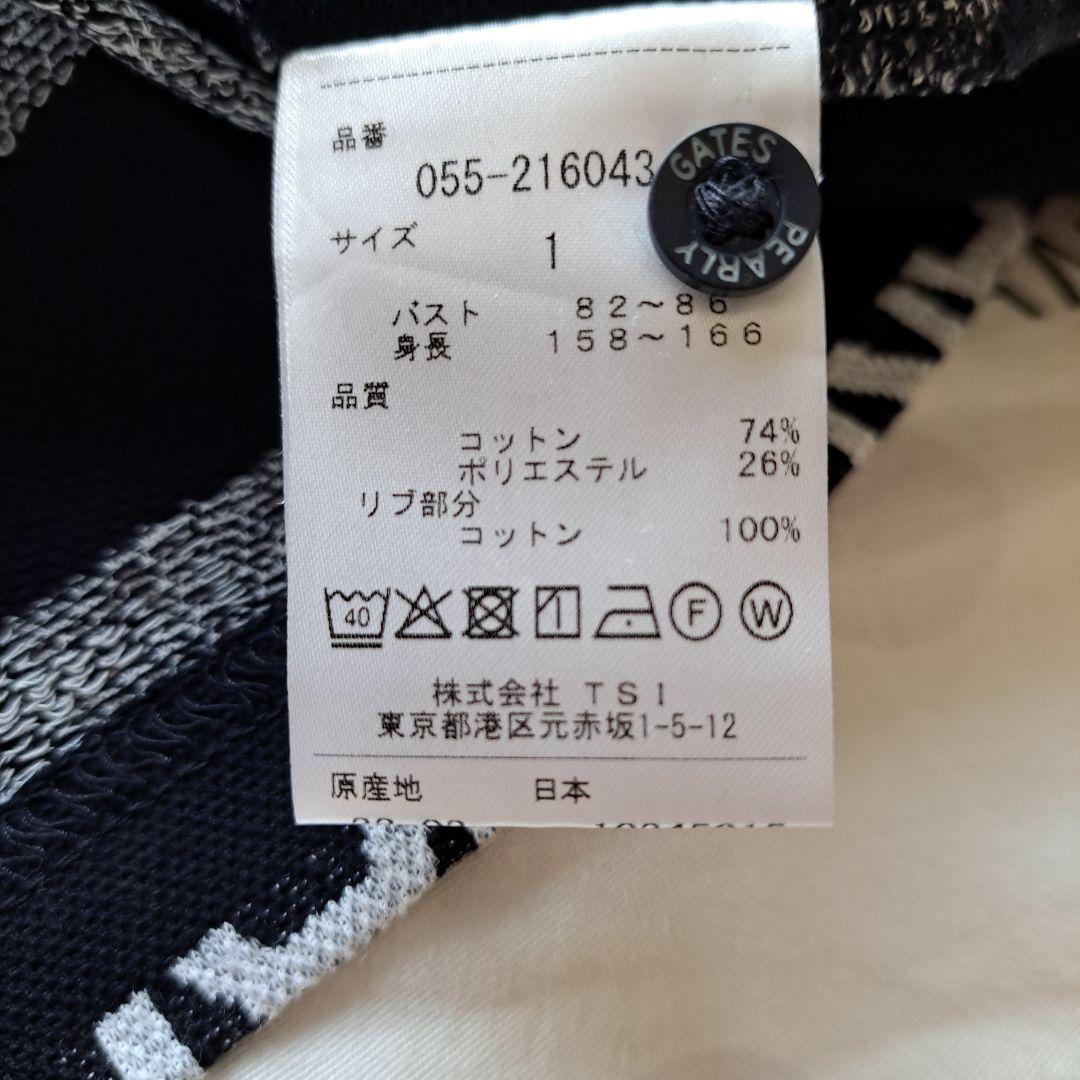 品番
055-216043
GATES
PEARLY
サイズ 1
バスト 82～86
身長 158～166
品質
コットン 74%
ポリエステル 26%
リブ部分
コットン 100%
40 F W
株式会社 TSI
東京都港区元赤坂1-5-12
原産地 日本